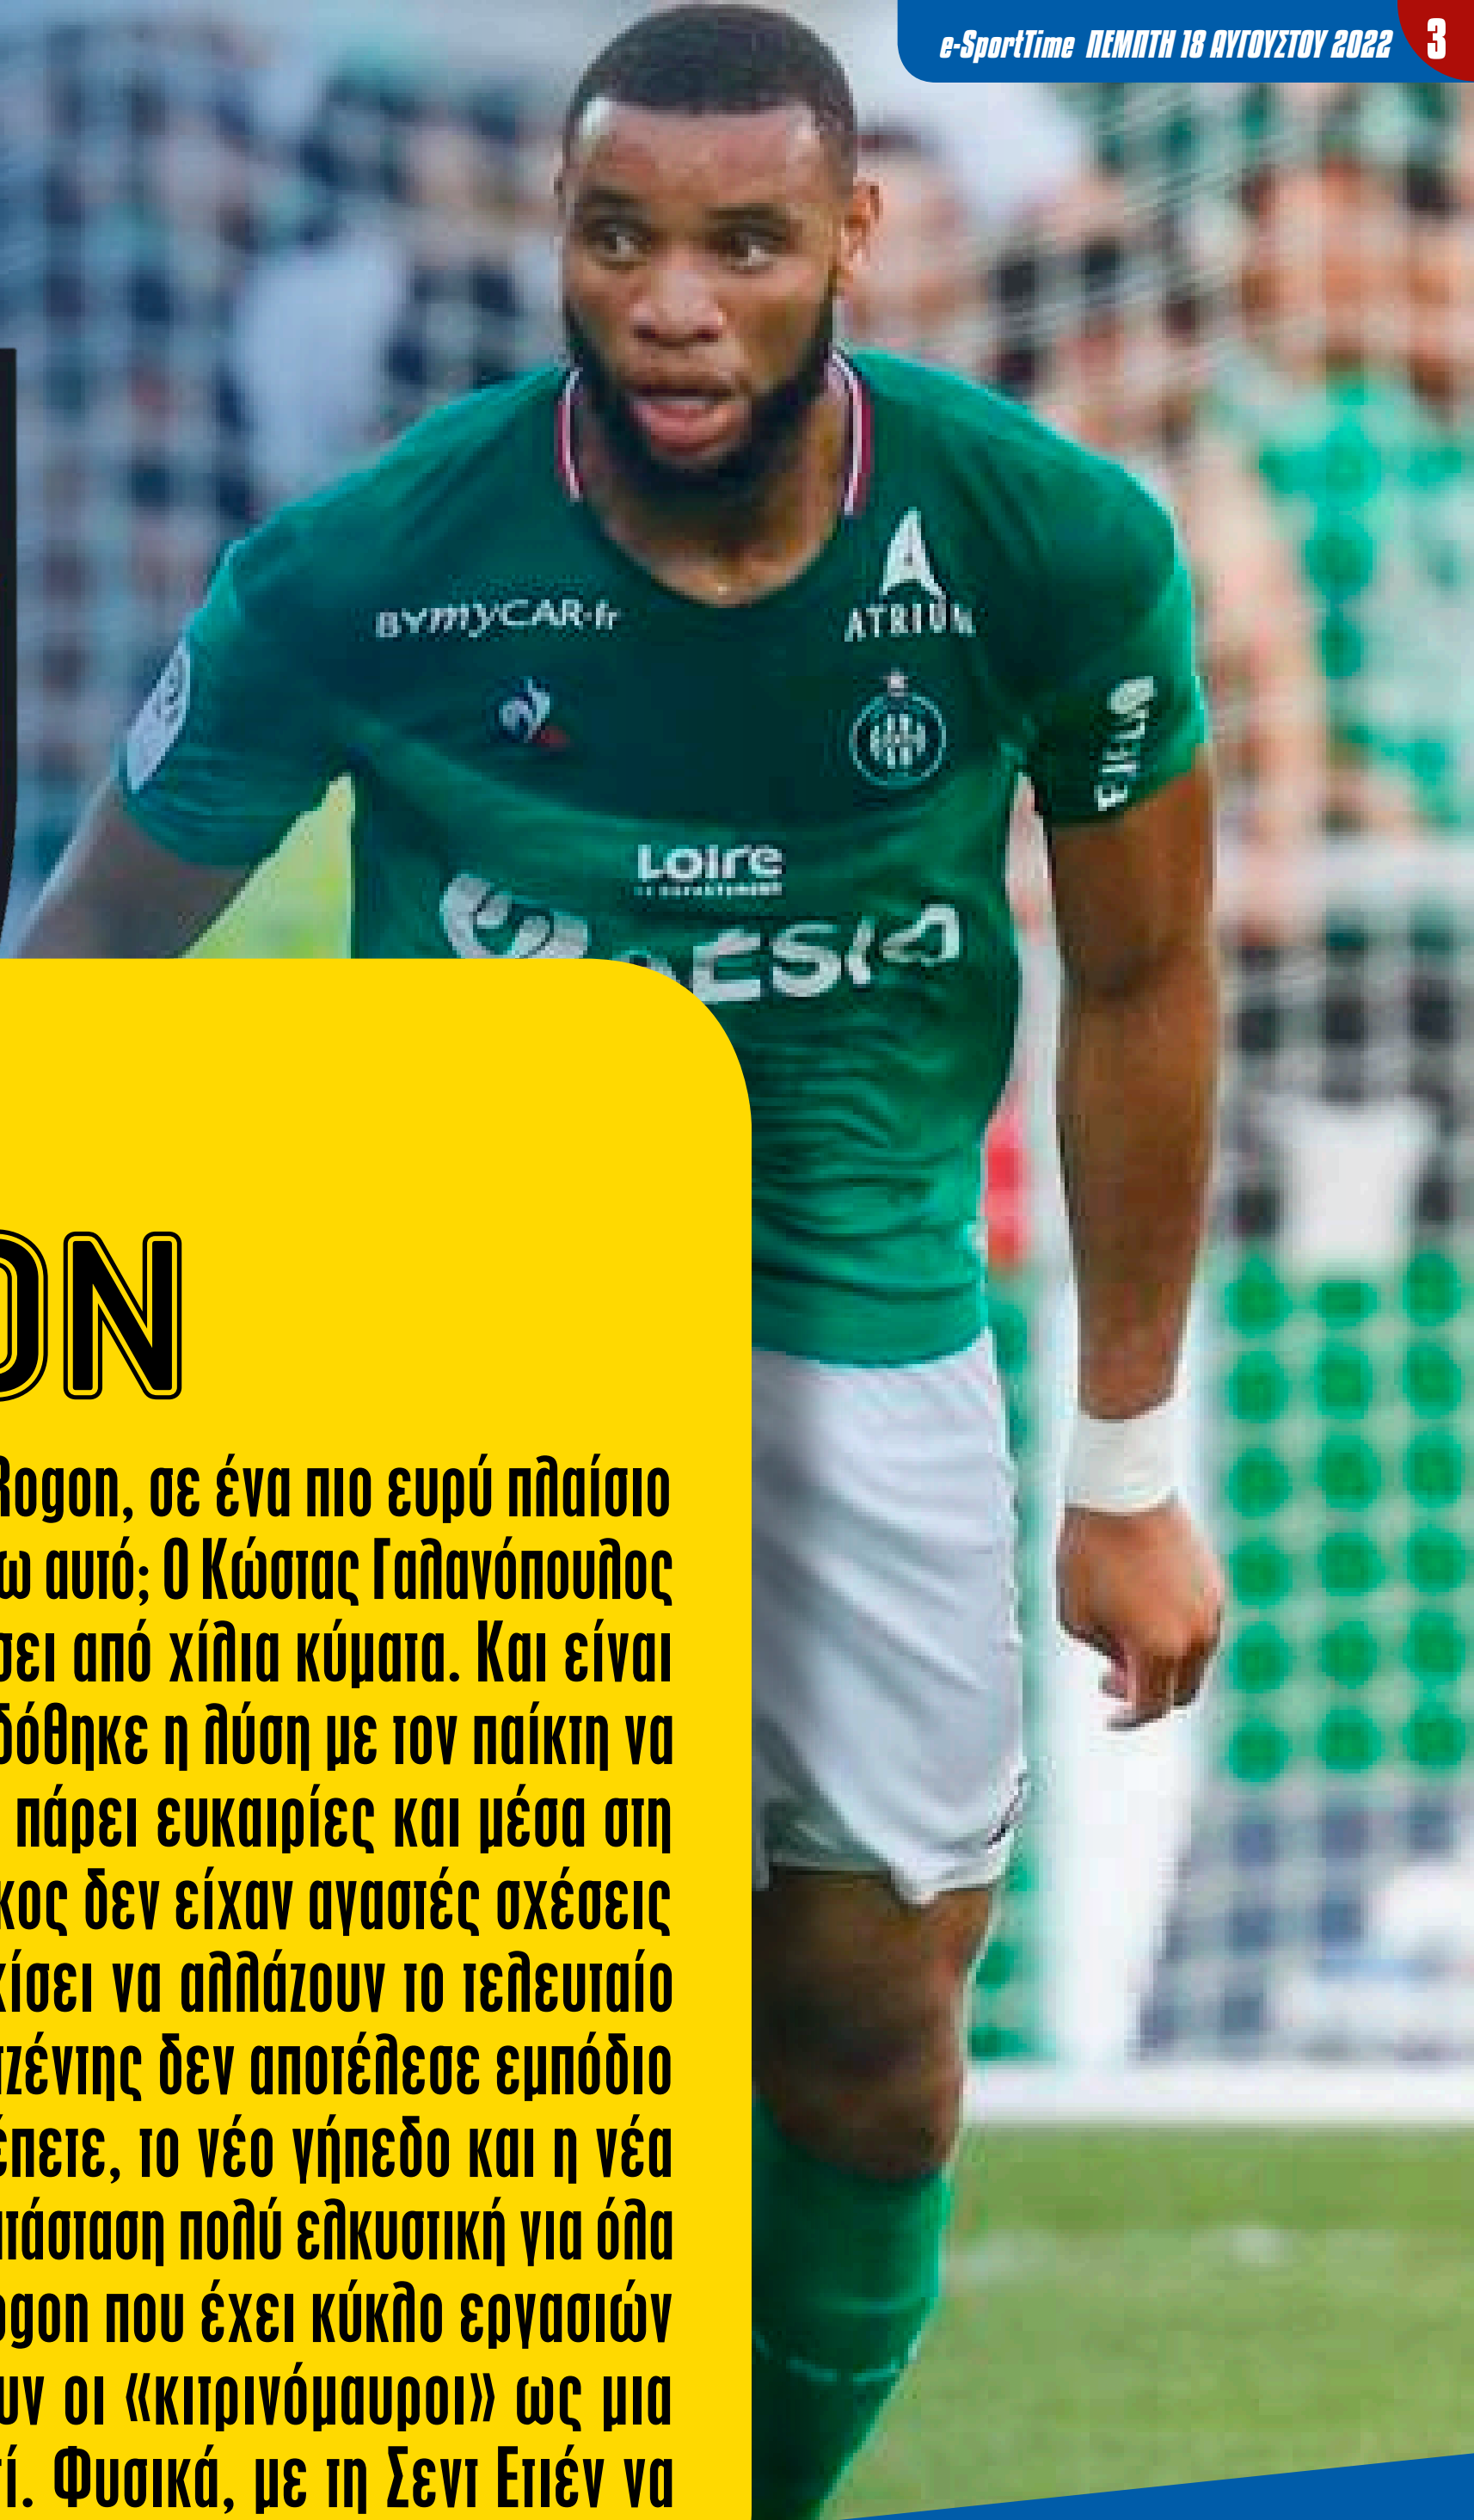 e-SportTime ΠΕΜΠΤΗ 18 ΑΥΓΟΥΣΤΟΥ 2022 3
BYmyCAR.fr
ATRIUM
Loire
ON
Rogon, σε ένα πιο ευρύ πλαίσιο
ω αυτό; Ο Κώστας Γαλανόπουλος
σει από χίλια κύματα. Και είναι
δόθηκε η λύση με τον παίκτη να
πάρει ευκαιρίες και μέσα στη
κος δεν είχαν αγαστές σχέσεις
κίσει να αλλάζουν το τελευταίο
τζέντης δεν αποτέλεσε εμπόδιο
έπετε, το νέο γήπεδο και η νέα
τάσταση πολύ ελκυστική για όλα
ogon που έχει κύκλο εργασιών
υν οι «κιτρινόμαυροι» ως μια
τί. Φυσικά, με τη Σεντ Ετιέν να